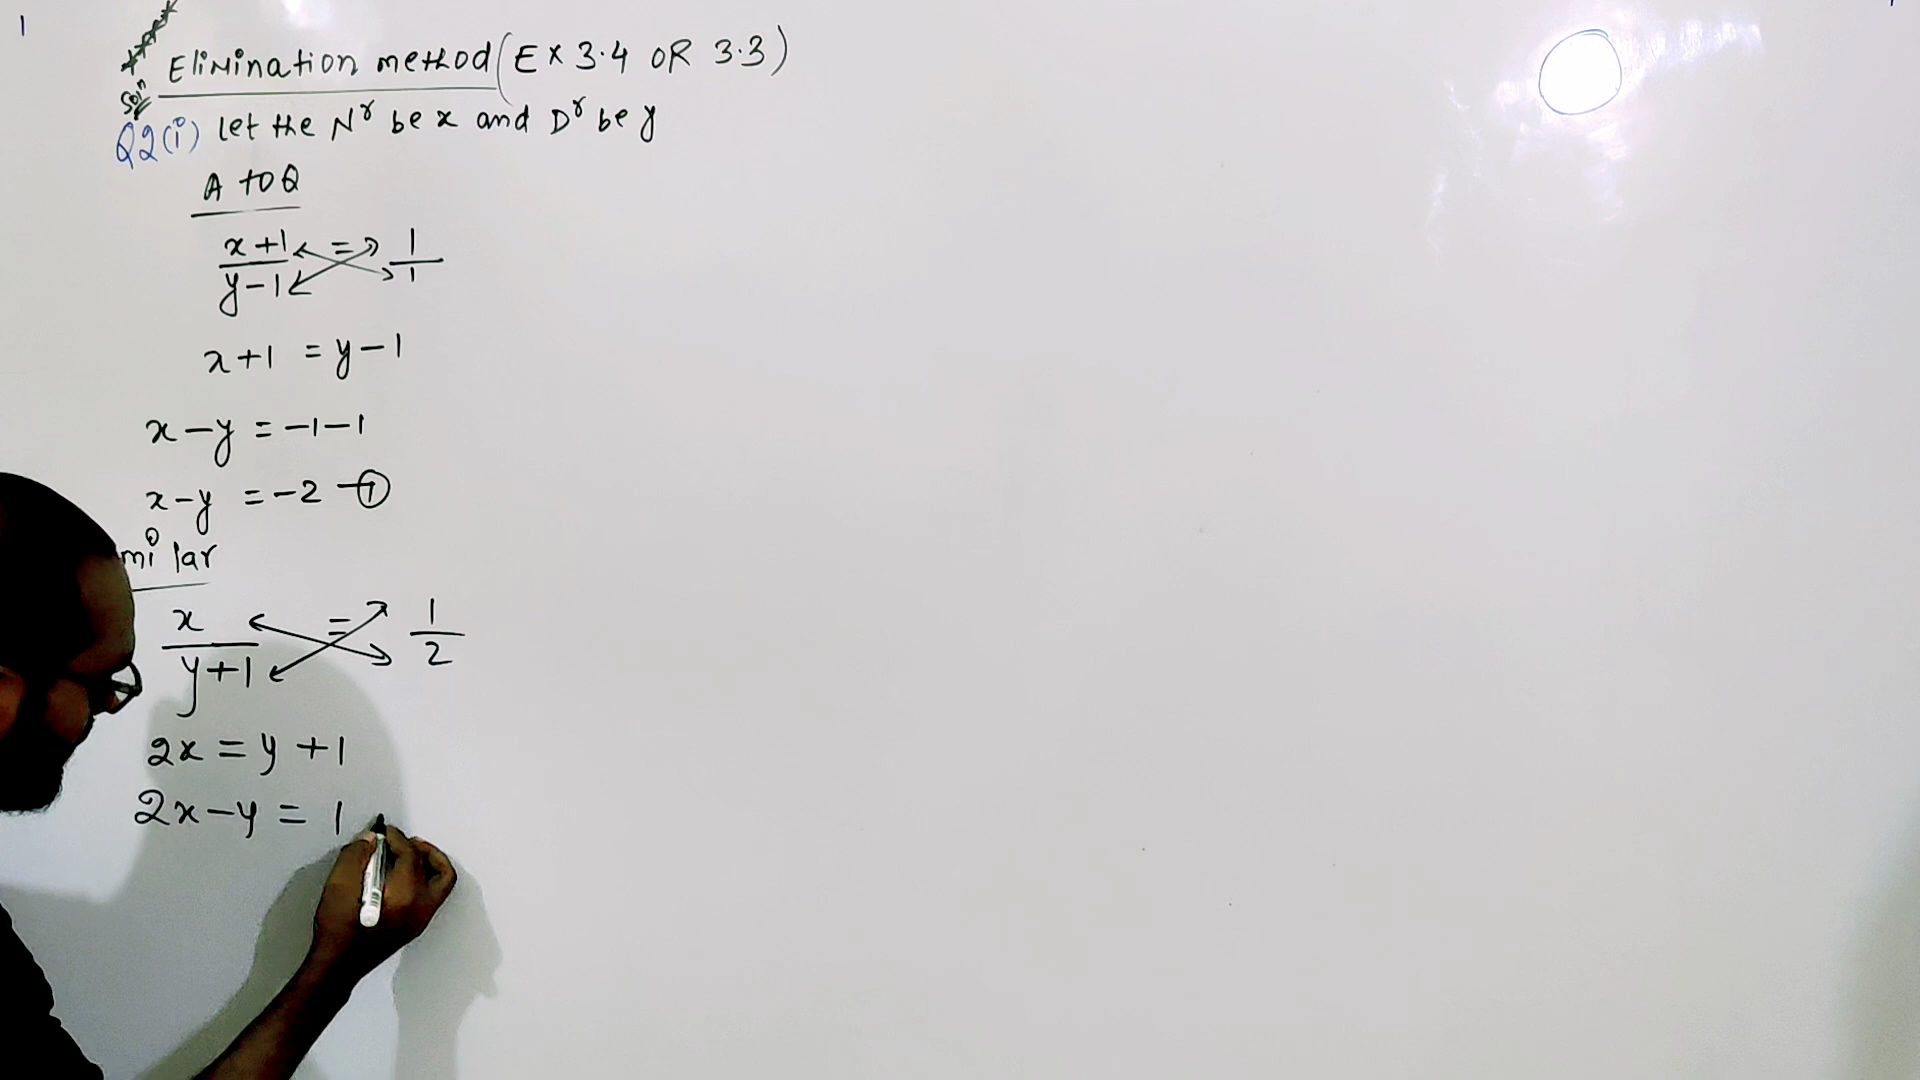 1
Elimination method (EX 3.4 OR 3.3)
Soln
Q2(i) Let the Nʳ be x and Dʳ be y
A to Q
x+1 / y-1 = 1 / 1
x+1 = y-1
x-y = -1-1
x-y = -2 -①
milar
x / y+1 = 1 / 2
2x = y+1
2x-y = 1